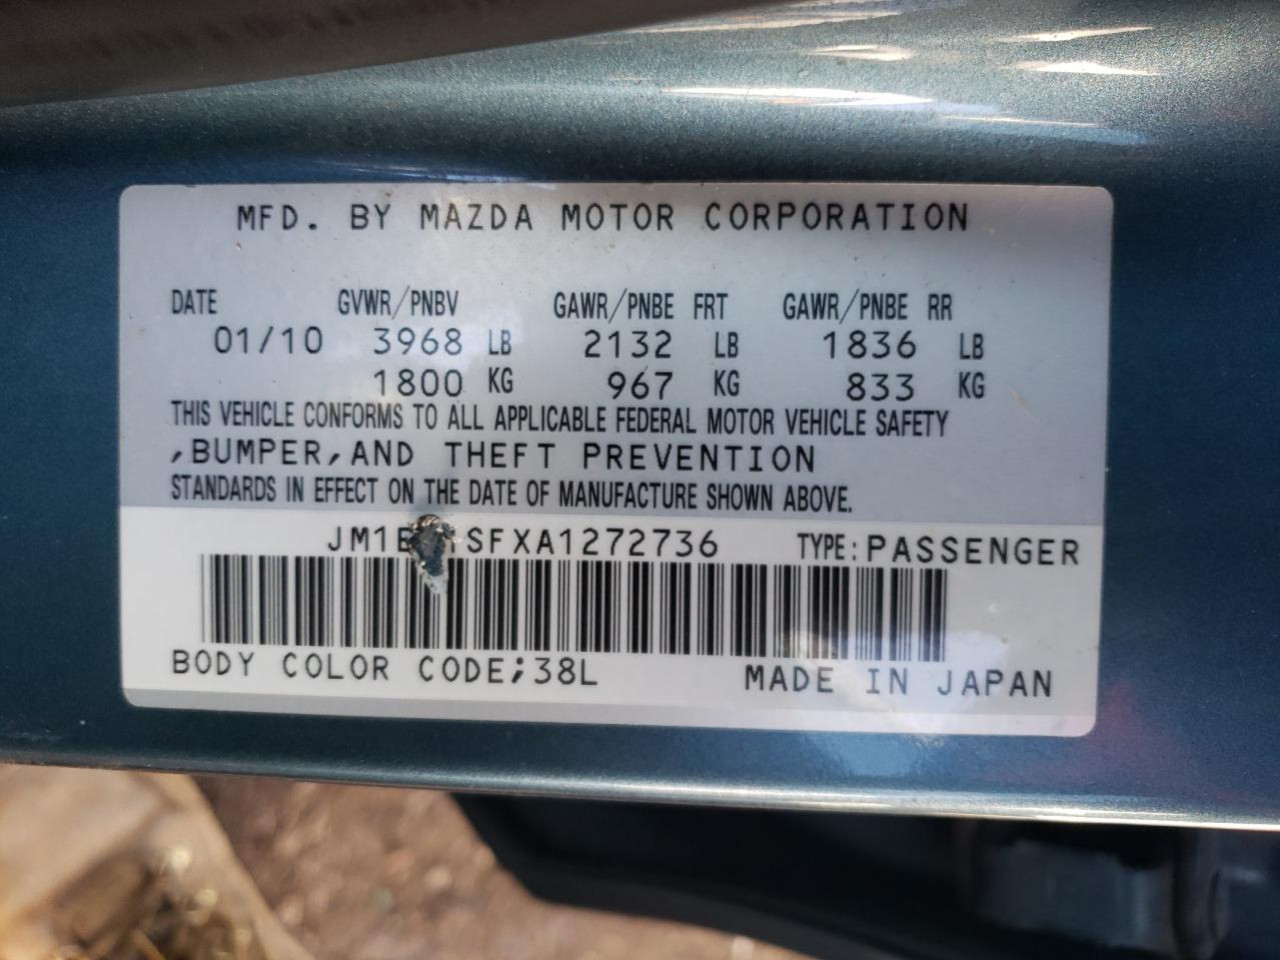 MFD. BY MAZDA MOTOR CORPORATION
DATE GVWR/PNBV GAWR/PNBE FRT GAWR/PNBE RR
01/10 3968 LB 2132 LB 1836 LB
1800 KG 967 KG 833 KG
THIS VEHICLE CONFORMS TO ALL APPLICABLE FEDERAL MOTOR VEHICLE SAFETY
,BUMPER,AND THEFT PREVENTION
STANDARDS IN EFFECT ON THE DATE OF MANUFACTURE SHOWN ABOVE.
TYPE:PASSENGER
BODY COLOR CODE;38L MADE IN JAPAN